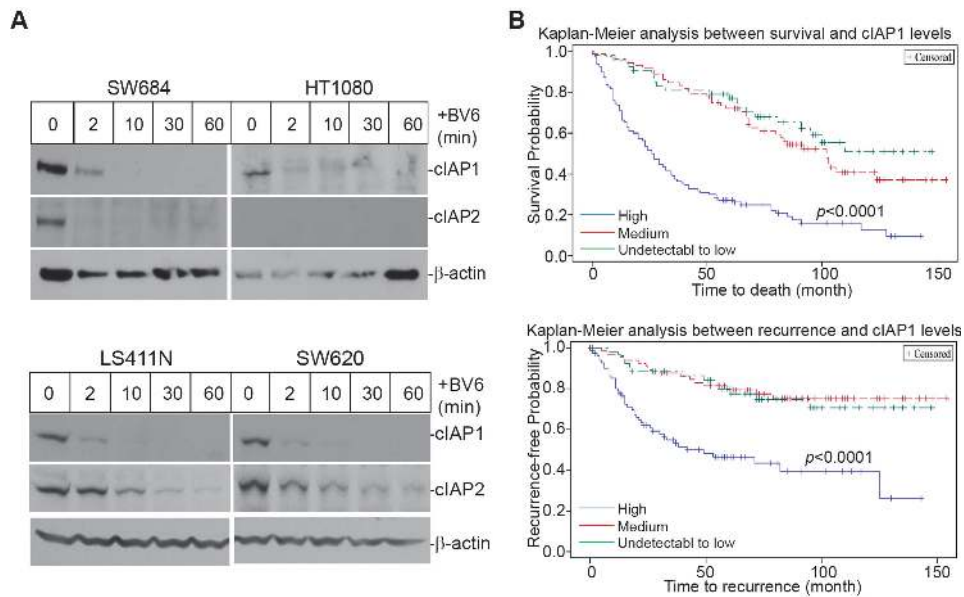 A
SW684 HT1080
0 2 10 30 60 0 2 10 30 60 +BV6
(min)
-cIAP1
-cIAP2
-β-actin
LS411N SW620
0 2 10 30 60 0 2 10 30 60 +BV6
(min)
-cIAP1
-cIAP2
-β-actin
B
Kaplan-Meier analysis between survival and cIAP1 levels
Survival Probability
1.0
0.8
0.6
0.4
0.2
0.0
+ Censored
p<0.0001
High
Medium
Undetectabl to low
0 50 100 150
Time to death (month)
Kaplan-Meier analysis between recurrence and cIAP1 levels
Recurrence-free Probability
1.0
0.8
0.6
0.4
0.2
0.0
+ Censored
p<0.0001
High
Medium
Undetectabl to low
0 50 100 150
Time to recurrence (month)